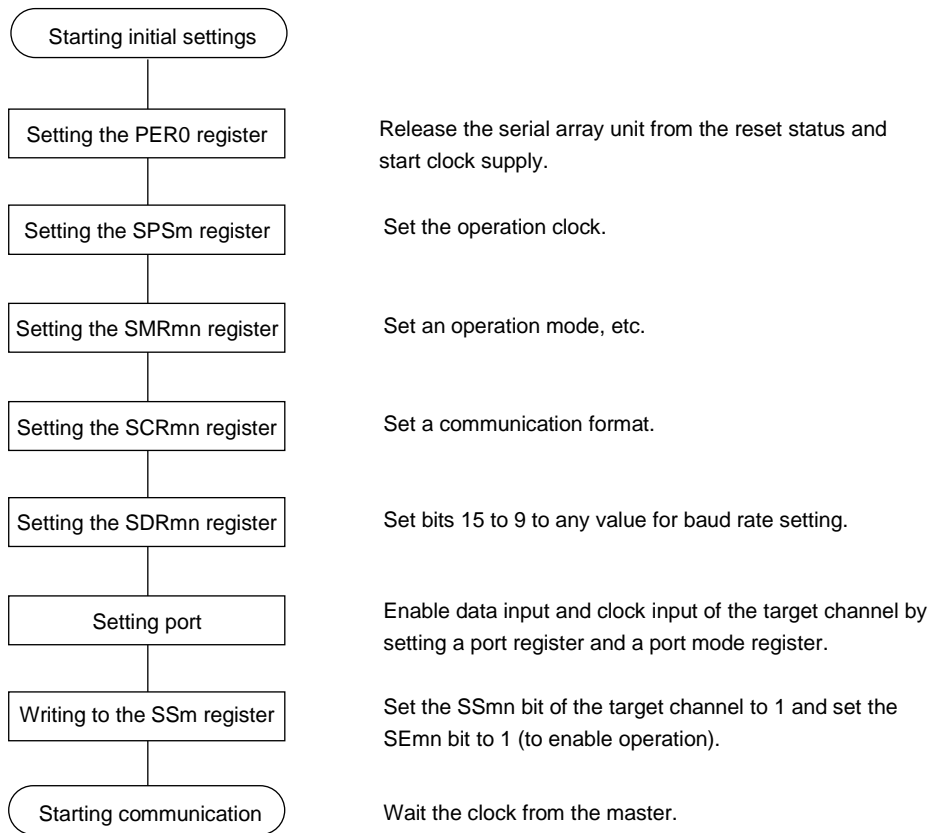 Starting initial settings
Setting the PER0 register
Release the serial array unit from the reset status and
start clock supply.
Setting the SPSm register
Set the operation clock.
Setting the SMRmn register
Set an operation mode, etc.
Setting the SCRmn register
Set a communication format.
Setting the SDRmn register
Set bits 15 to 9 to any value for baud rate setting.
Setting port
Enable data input and clock input of the target channel by
setting a port register and a port mode register.
Writing to the SSm register
Set the SSmn bit of the target channel to 1 and set the
SEmn bit to 1 (to enable operation).
Starting communication
Wait the clock from the master.